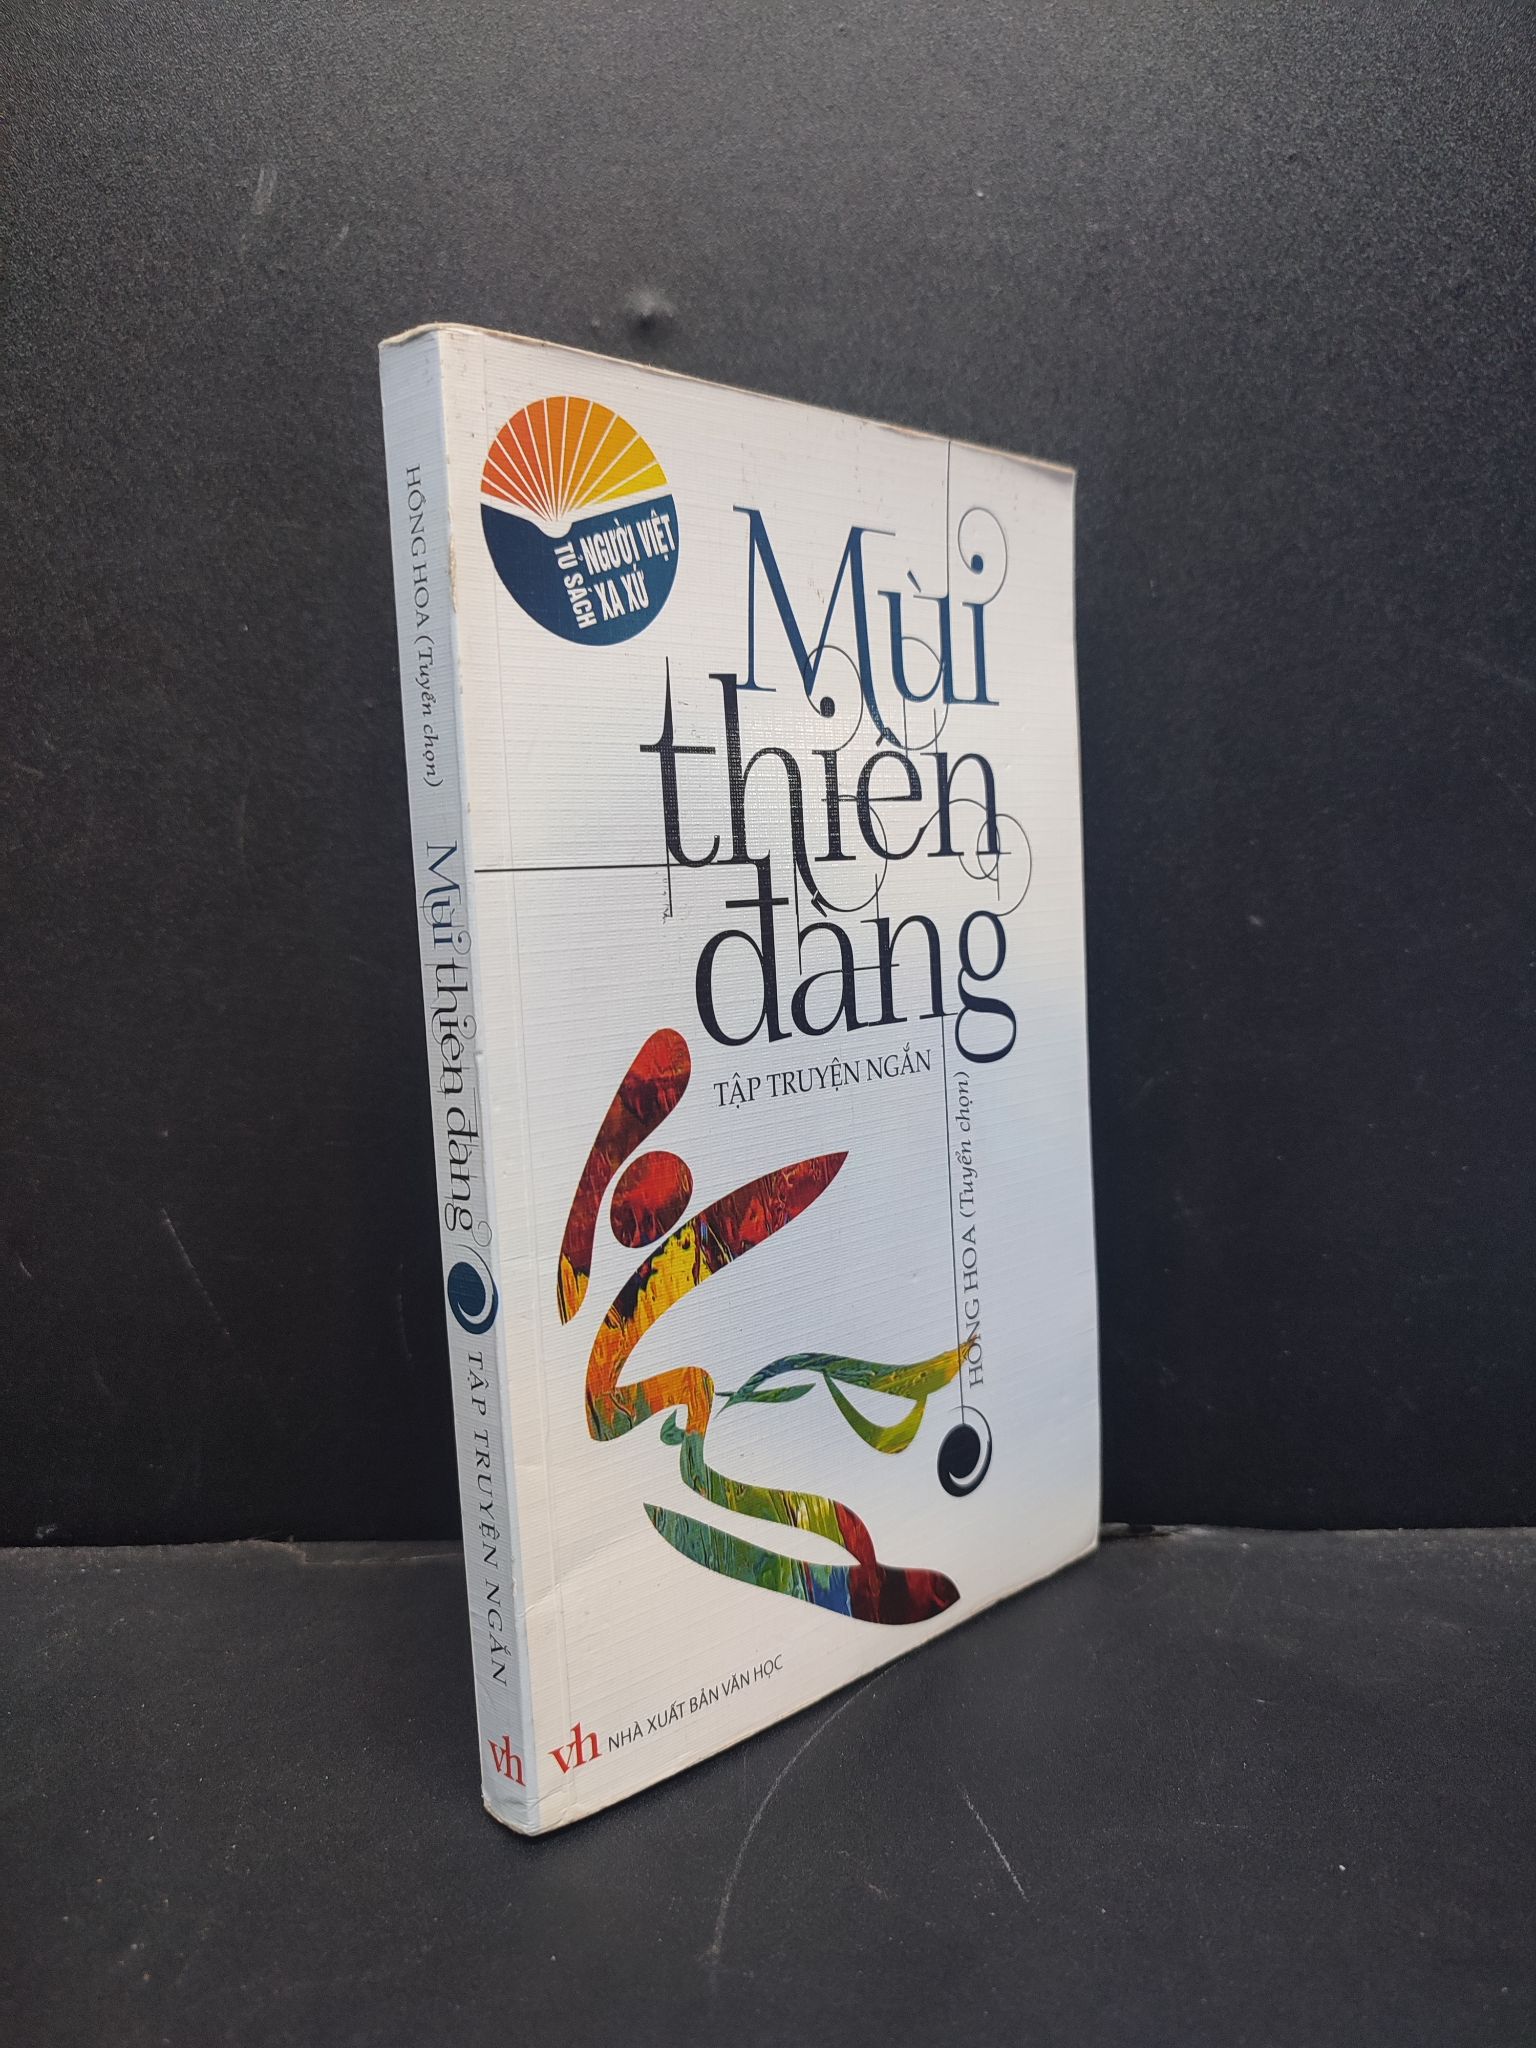 HỒNG HOA (Tuyển chọn) Mùi thiên đàng TẬP TRUYỆN NGẮN
vh
TỦ SÁCH
NGƯỜI VIỆT
XA XỨ
Mùi
thiên
đàng
TẬP TRUYỆN NGẮN
HỒNG HOA (Tuyển chọn)
vh NHÀ XUẤT BẢN VĂN HỌC